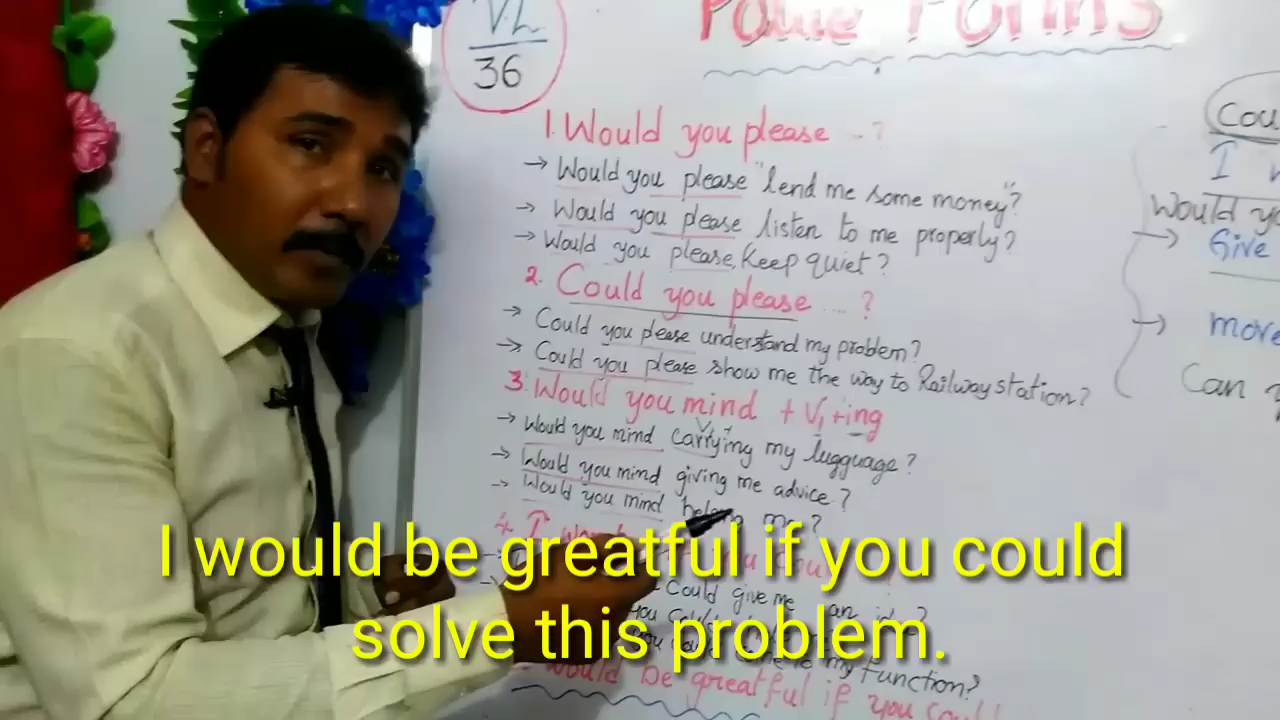 V.L
36
Polite Forms
1. Would you please ...?
→ Would you please "lend me some money"?
→ Would you please listen to me properly?
→ Would you please, keep quiet?
2. Could you please ...?
→ Could you please understand my problem?
→ Could you please show me the way to Railway station?
3. Would you mind + V1+ing
→ Would you mind carrying my lugguage?
→ Would you mind giving me advice?
→ Would you mind me?
4. I
Could give me an
my function?
would be greatful if you could
Cou
I
Would
→ Give
→ move
Can
I would be greatful if you could
solve this problem.